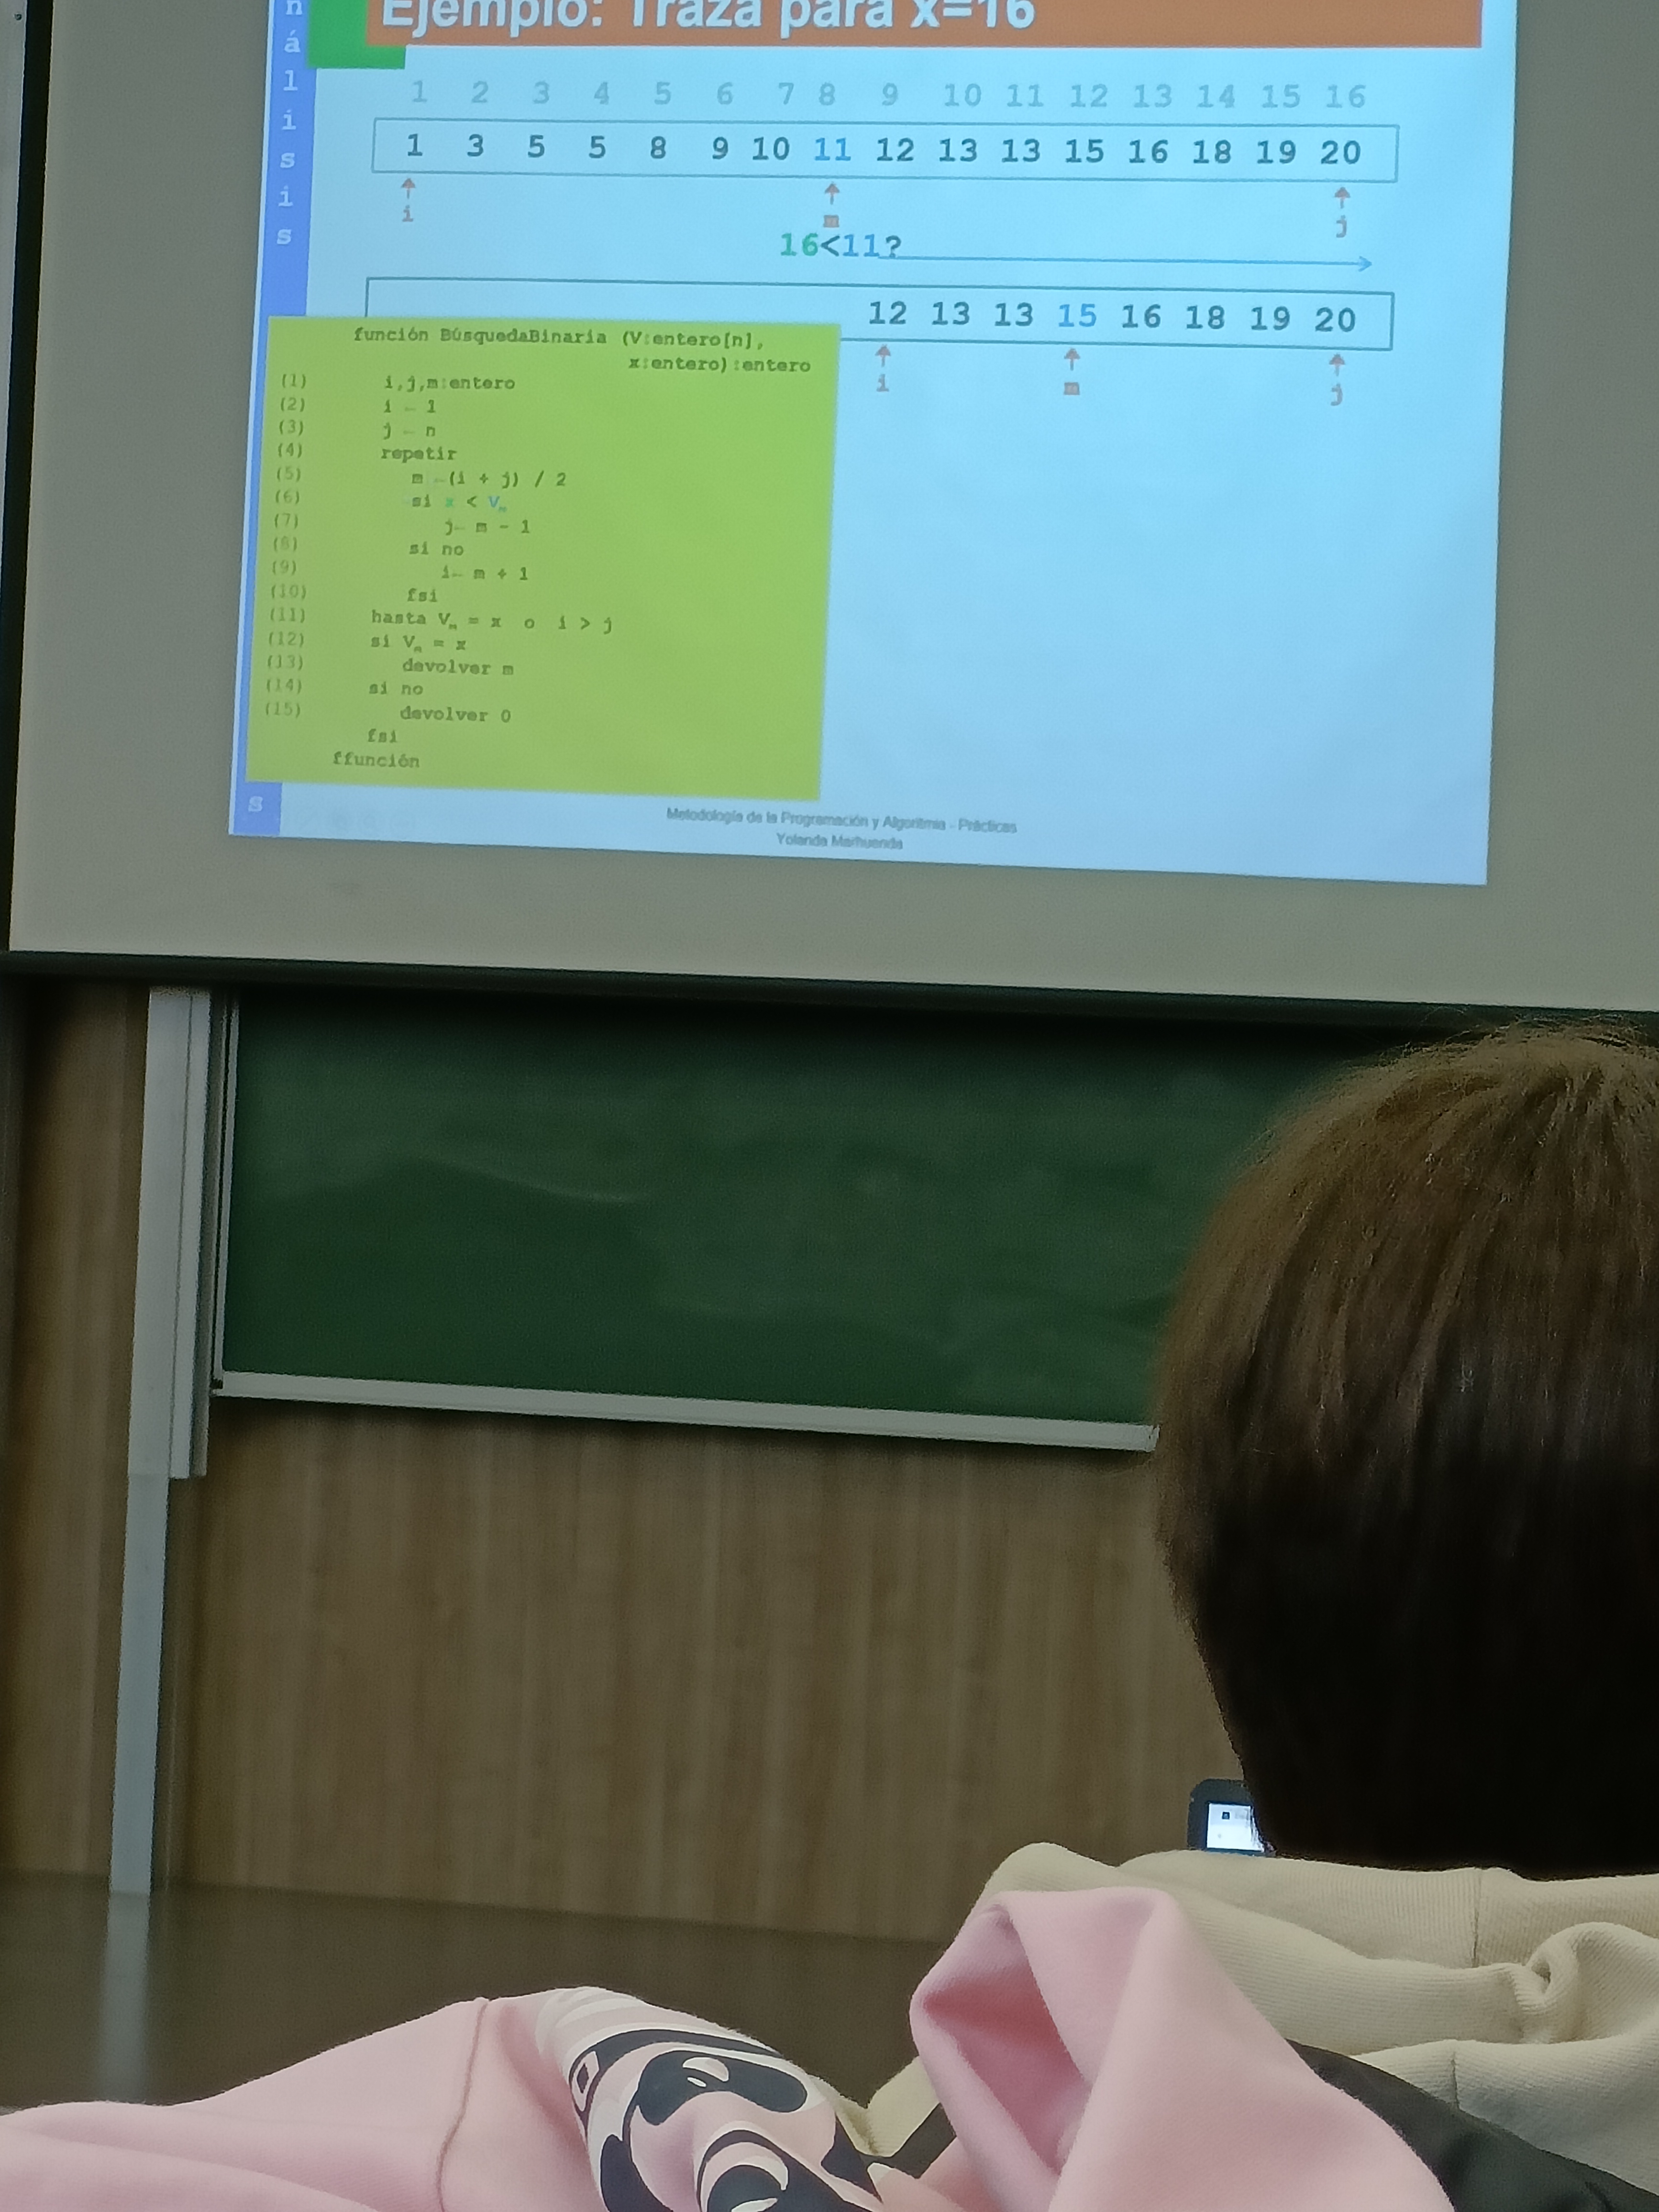 Ejemplo: Traza para x=16
n
á
l
i
s
i
s
1 2 3 4 5 6 7 8 9 10 11 12 13 14 15 16
1 3 5 5 8 9 10 11 12 13 13 15 16 18 19 20
i m j
16<11?
12 13 13 15 16 18 19 20
i m j
función BúsquedaBinaria (V:entero[n],
x:entero):entero
(1) i,j,m:entero
(2) i ← 1
(3) j ← n
(4) repetir
(5) m ←(i + j) / 2
(6) si x < Vm
(7) j← m - 1
(8) si no
(9) i← m + 1
(10) fsi
(11) hasta Vm = x o i > j
(12) si Vm = x
(13) devolver m
(14) si no
(15) devolver 0
fsi
ffunción
s
Metodología de la Programación y Algoritmia - Prácticas
Yolanda Marhuenda